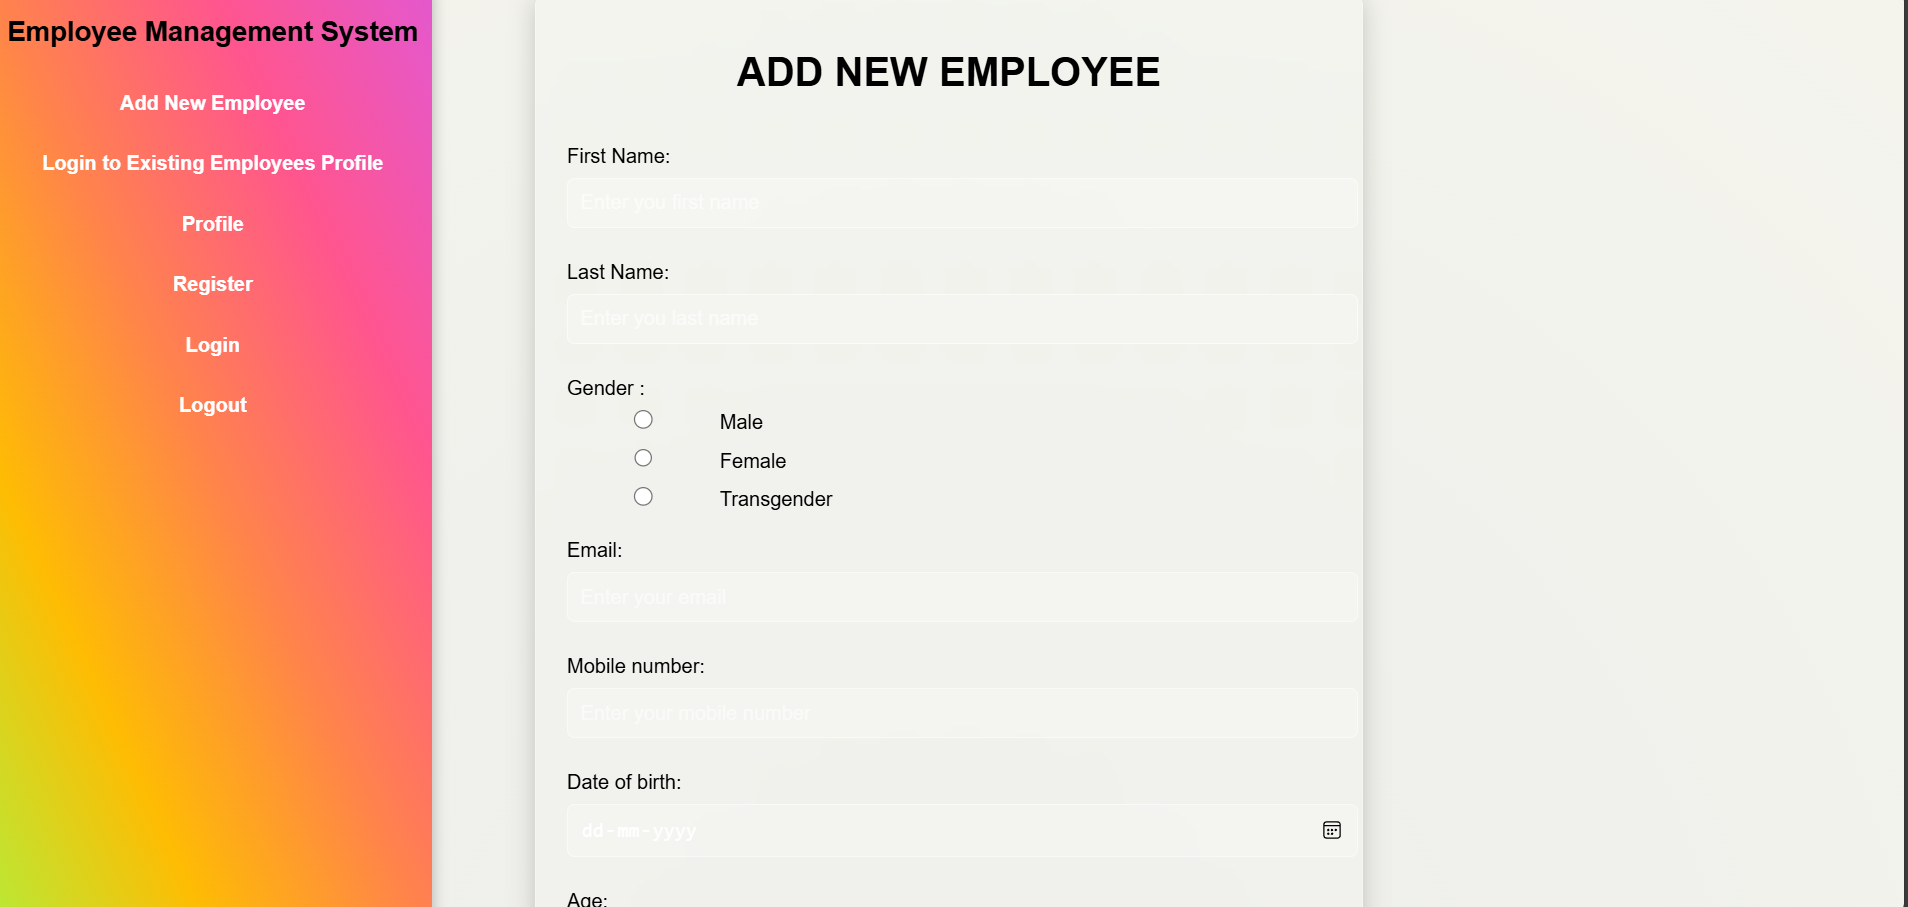 Employee Management System
Add New Employee
Login to Existing Employees Profile
Profile
Register
Login
Logout
ADD NEW EMPLOYEE
First Name:
Enter you first name
Last Name:
Enter you last name
Gender :
Male
Female
Transgender
Email:
Enter your email
Mobile number:
Enter your mobile number
Date of birth:
dd-mm-yyyy
Age: